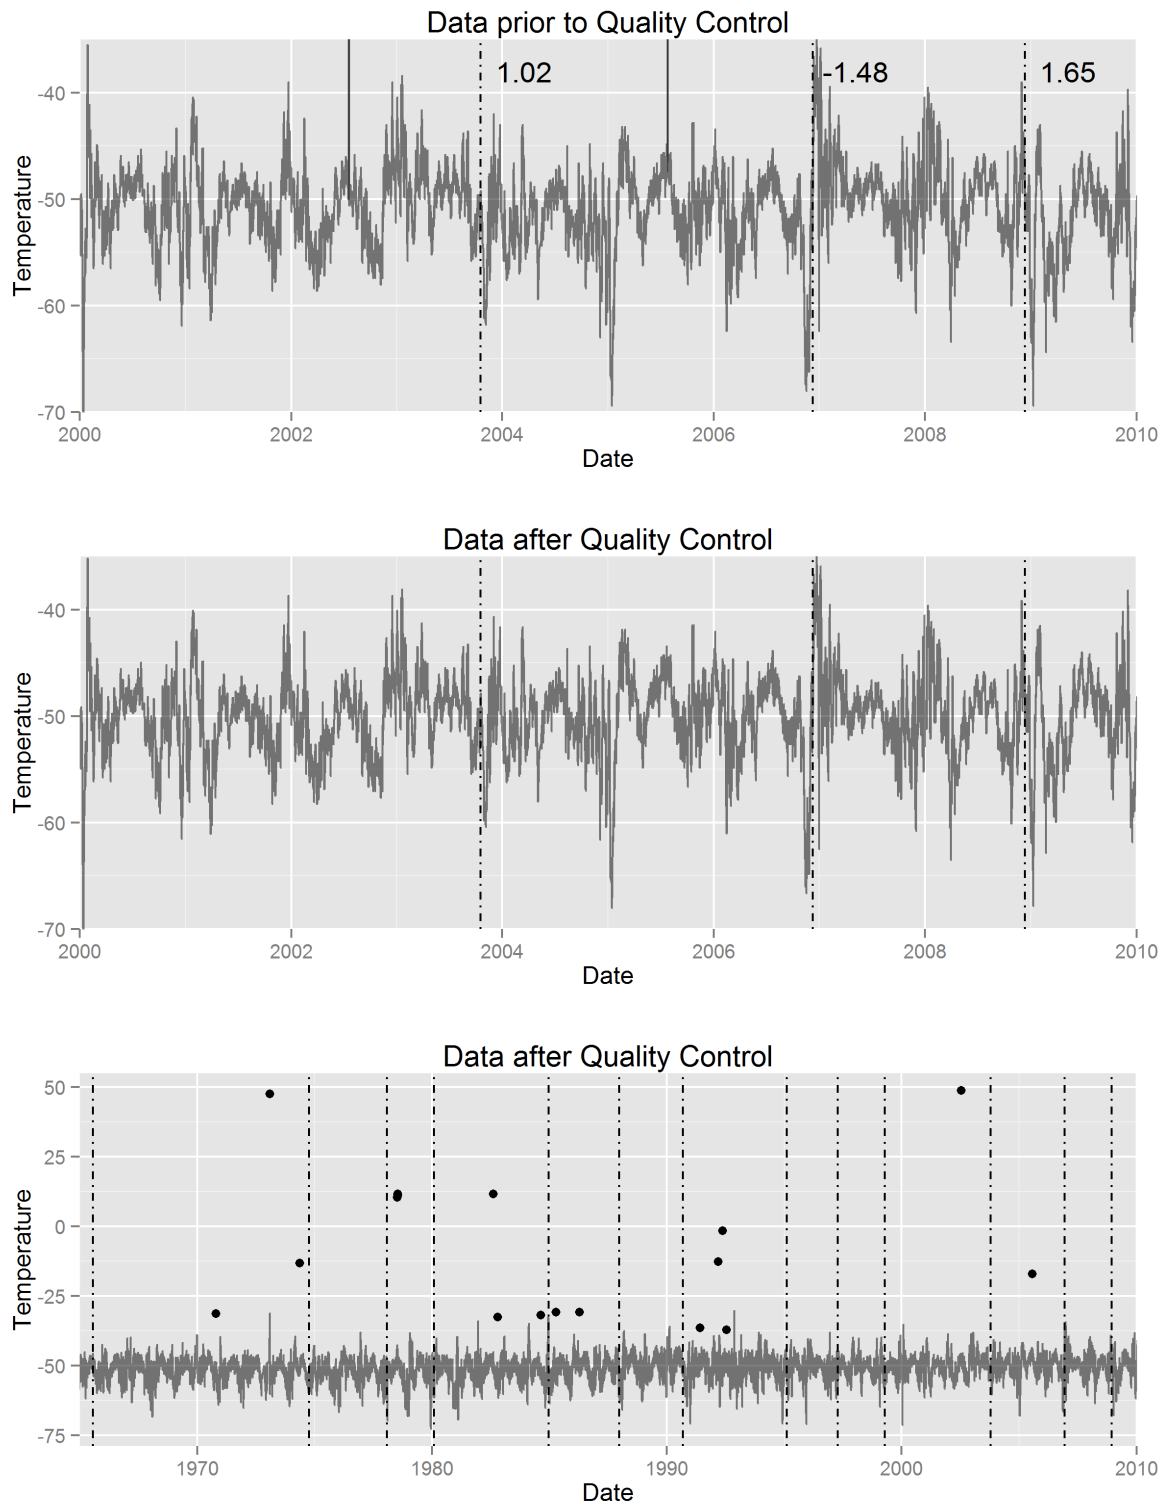 Data prior to Quality Control
1.02
-1.48
1.65
Temperature
-40
-50
-60
-70
2000 2002 2004 2006 2008 2010
Date
Data after Quality Control
Temperature
-40
-50
-60
-70
2000 2002 2004 2006 2008 2010
Date
Data after Quality Control
Temperature
50
25
0
-25
-50
-75
1970 1980 1990 2000 2010
Date